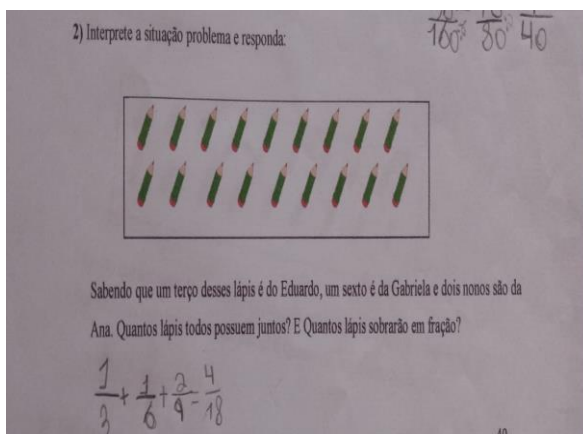 2) Interprete a situação problema e responda:
160 80 40
Sabendo que um terço desses lápis é do Eduardo, um sexto é da Gabriela e dois nonos são da
Ana. Quantos lápis todos possuem juntos? E Quantos lápis sobrarão em fração?
1/3 + 1/6 + 2/9 = 4/18